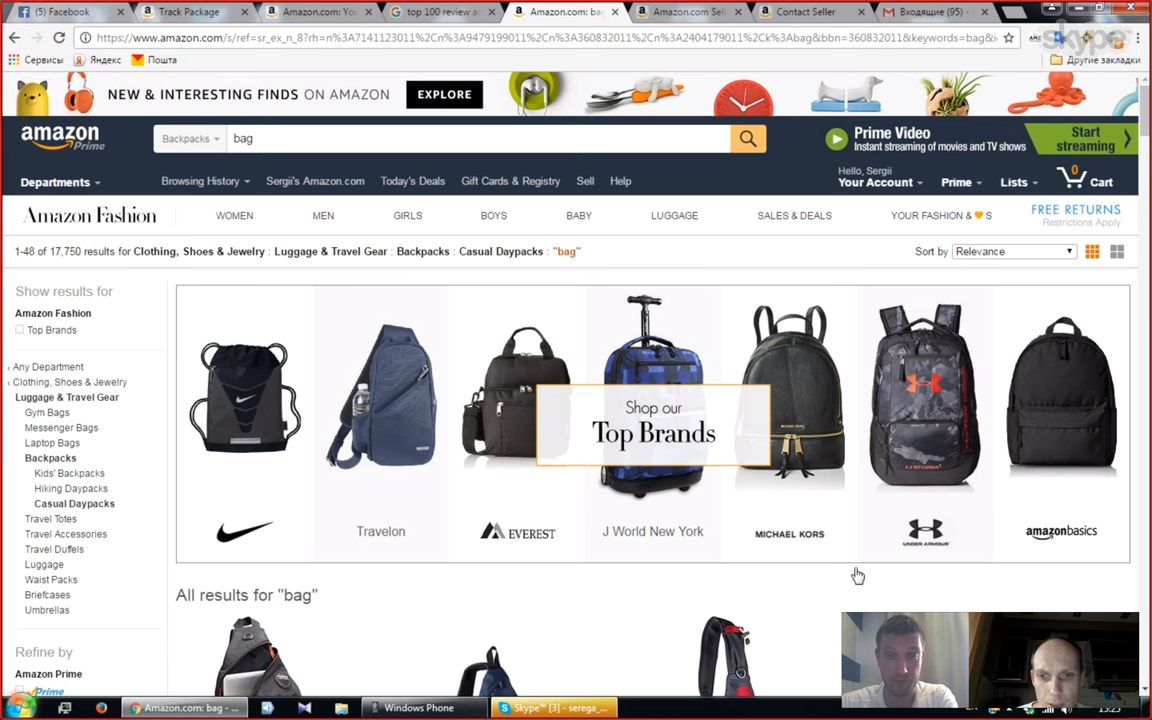 Facebook
Track Package
Amazon.com: Yo
top 100 review a
Amazon.com: ba
Amazon.com Sel
Contact Seller
Входящие (95) -
https://www.amazon.com/s/ref=sr_ex_n_8?rh=n%3A7141123011%2Cn%3A9479199011%2Cn%3A360832011%2Cn%3A2404179011%2Ck%3Abag&bbn=360832011&keywords=bag&i
skype™
Сервисы
Яндекс
Почта
Другие закладки
NEW & INTERESTING FINDS ON AMAZON
EXPLORE
amazon
Prime
Backpacks
bag
Prime Video
Instant streaming of movies and TV shows
Start
streaming
Departments
Browsing History
Sergii's Amazon.com
Today's Deals
Gift Cards & Registry
Sell
Help
Hello, Sergii
Your Account
Prime
Lists
0
Cart
Amazon Fashion
WOMEN
MEN
GIRLS
BOYS
BABY
LUGGAGE
SALES & DEALS
YOUR FASHION & 🧡 S
FREE RETURNS
Restrictions Apply
1-48 of 17,750 results for Clothing, Shoes & Jewelry : Luggage & Travel Gear : Backpacks : Casual Daypacks : "bag"
Sort by
Relevance
Show results for
Amazon Fashion
Top Brands
‹ Any Department
‹ Clothing, Shoes & Jewelry
Luggage & Travel Gear
Gym Bags
Messenger Bags
Laptop Bags
Backpacks
Kids' Backpacks
Hiking Daypacks
Casual Daypacks
Travel Totes
Travel Accessories
Travel Duffels
Luggage
Waist Packs
Briefcases
Umbrellas
Refine by
Amazon Prime
Prime
Shop our
Top Brands
Travelon
EVEREST
J World New York
MICHAEL KORS
UNDER ARMOUR
amazonbasics
All results for "bag"
Amazon.com: bag - ...
Windows Phone
Skype™ [3] - serega_...
15:25